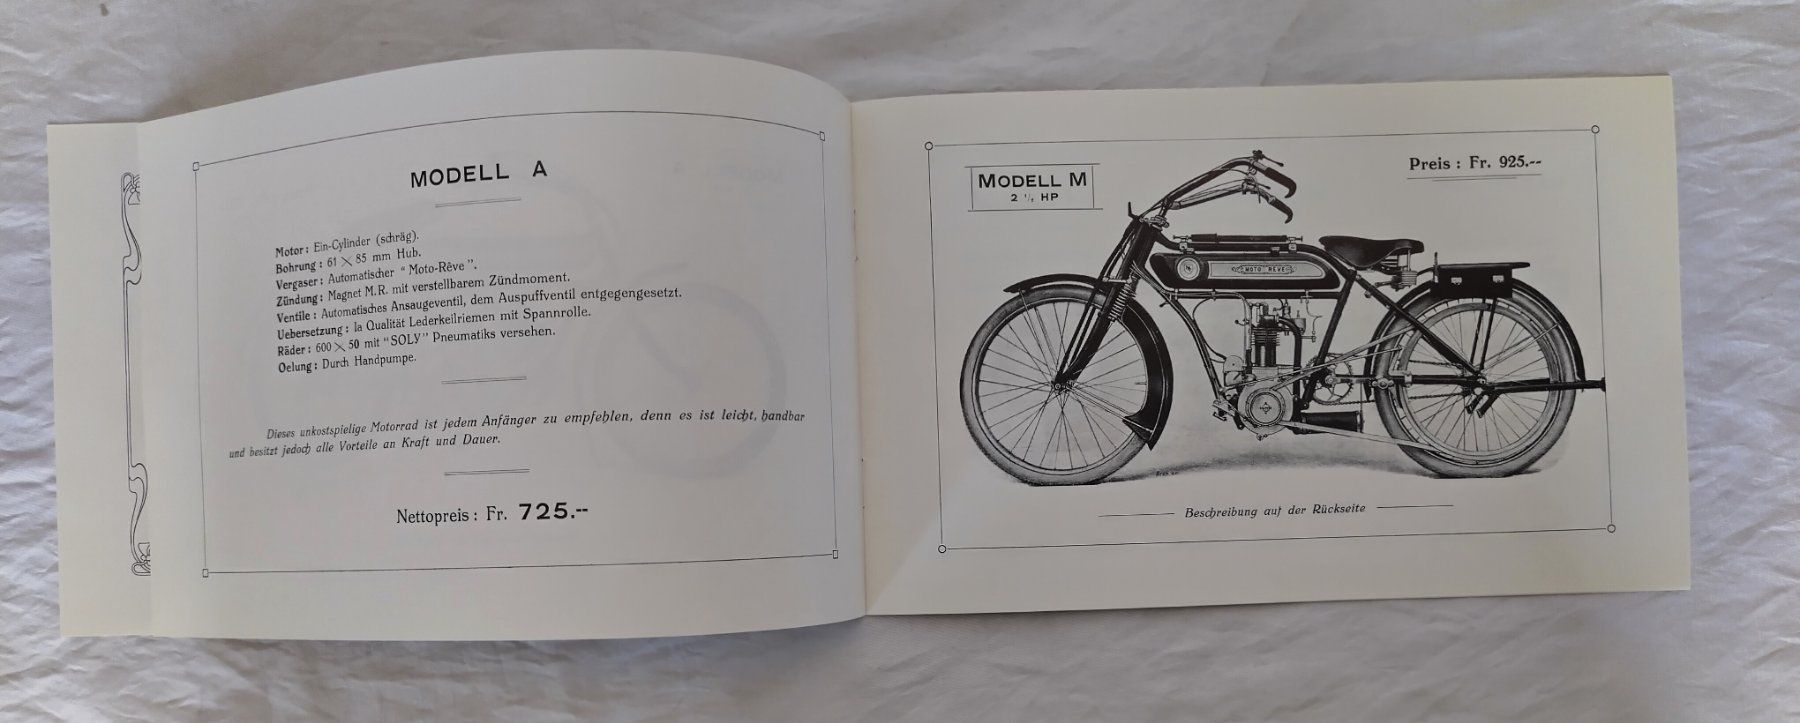 MODELL A
Motor: Ein-Cylinder (schräg).
Bohrung: 61 × 85 mm Hub.
Vergaser: Automatischer "Moto-Rêve".
Zündung: Magnet M.R. mit verstellbarem Zündmoment.
Ventile: Automatisches Ansaugeventil, dem Auspuffventil entgegengesetzt.
Uebersetzung: Ia Qualität Lederkeilriemen mit Spannrolle.
Räder: 600 × 50 mit "SOLY" Pneumatiks versehen.
Oelung: Durch Handpumpe.
Dieses unkostspielige Motorrad ist jedem Anfänger zu empfehlen, denn es ist leicht, handbar
und besitzt jedoch alle Vorteile an Kraft und Dauer.
Nettopreis: Fr. 725.--
MODELL M
2 ½ HP
Preis: Fr. 925.--
MOTO RÊVE
Beschreibung auf der Rückseite